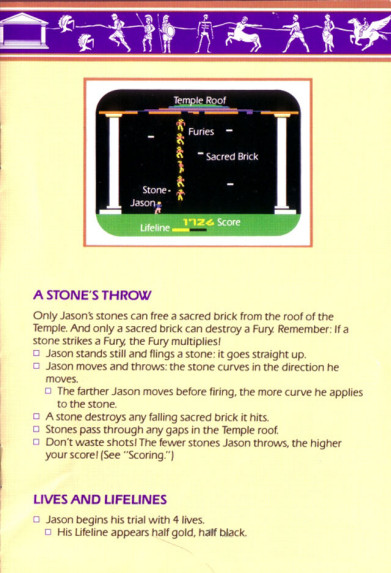 Temple Roof
Furies
Sacred Brick
Stone
Jason
1726 Score
Lifeline
A STONE'S THROW
Only Jason's stones can free a sacred brick from the roof of the
Temple. And only a sacred brick can destroy a Fury. Remember: If a
stone strikes a Fury, the Fury multiplies!
□ Jason stands still and flings a stone: it goes straight up.
□ Jason moves and throws: the stone curves in the direction he
moves.
□ The farther Jason moves before firing, the more curve he applies
to the stone.
□ A stone destroys any falling sacred brick it hits.
□ Stones pass through any gaps in the Temple roof.
□ Don't waste shots! The fewer stones Jason throws, the higher
your score! (See "Scoring.")
LIVES AND LIFELINES
□ Jason begins his trial with 4 lives.
□ His Lifeline appears half gold, half black.